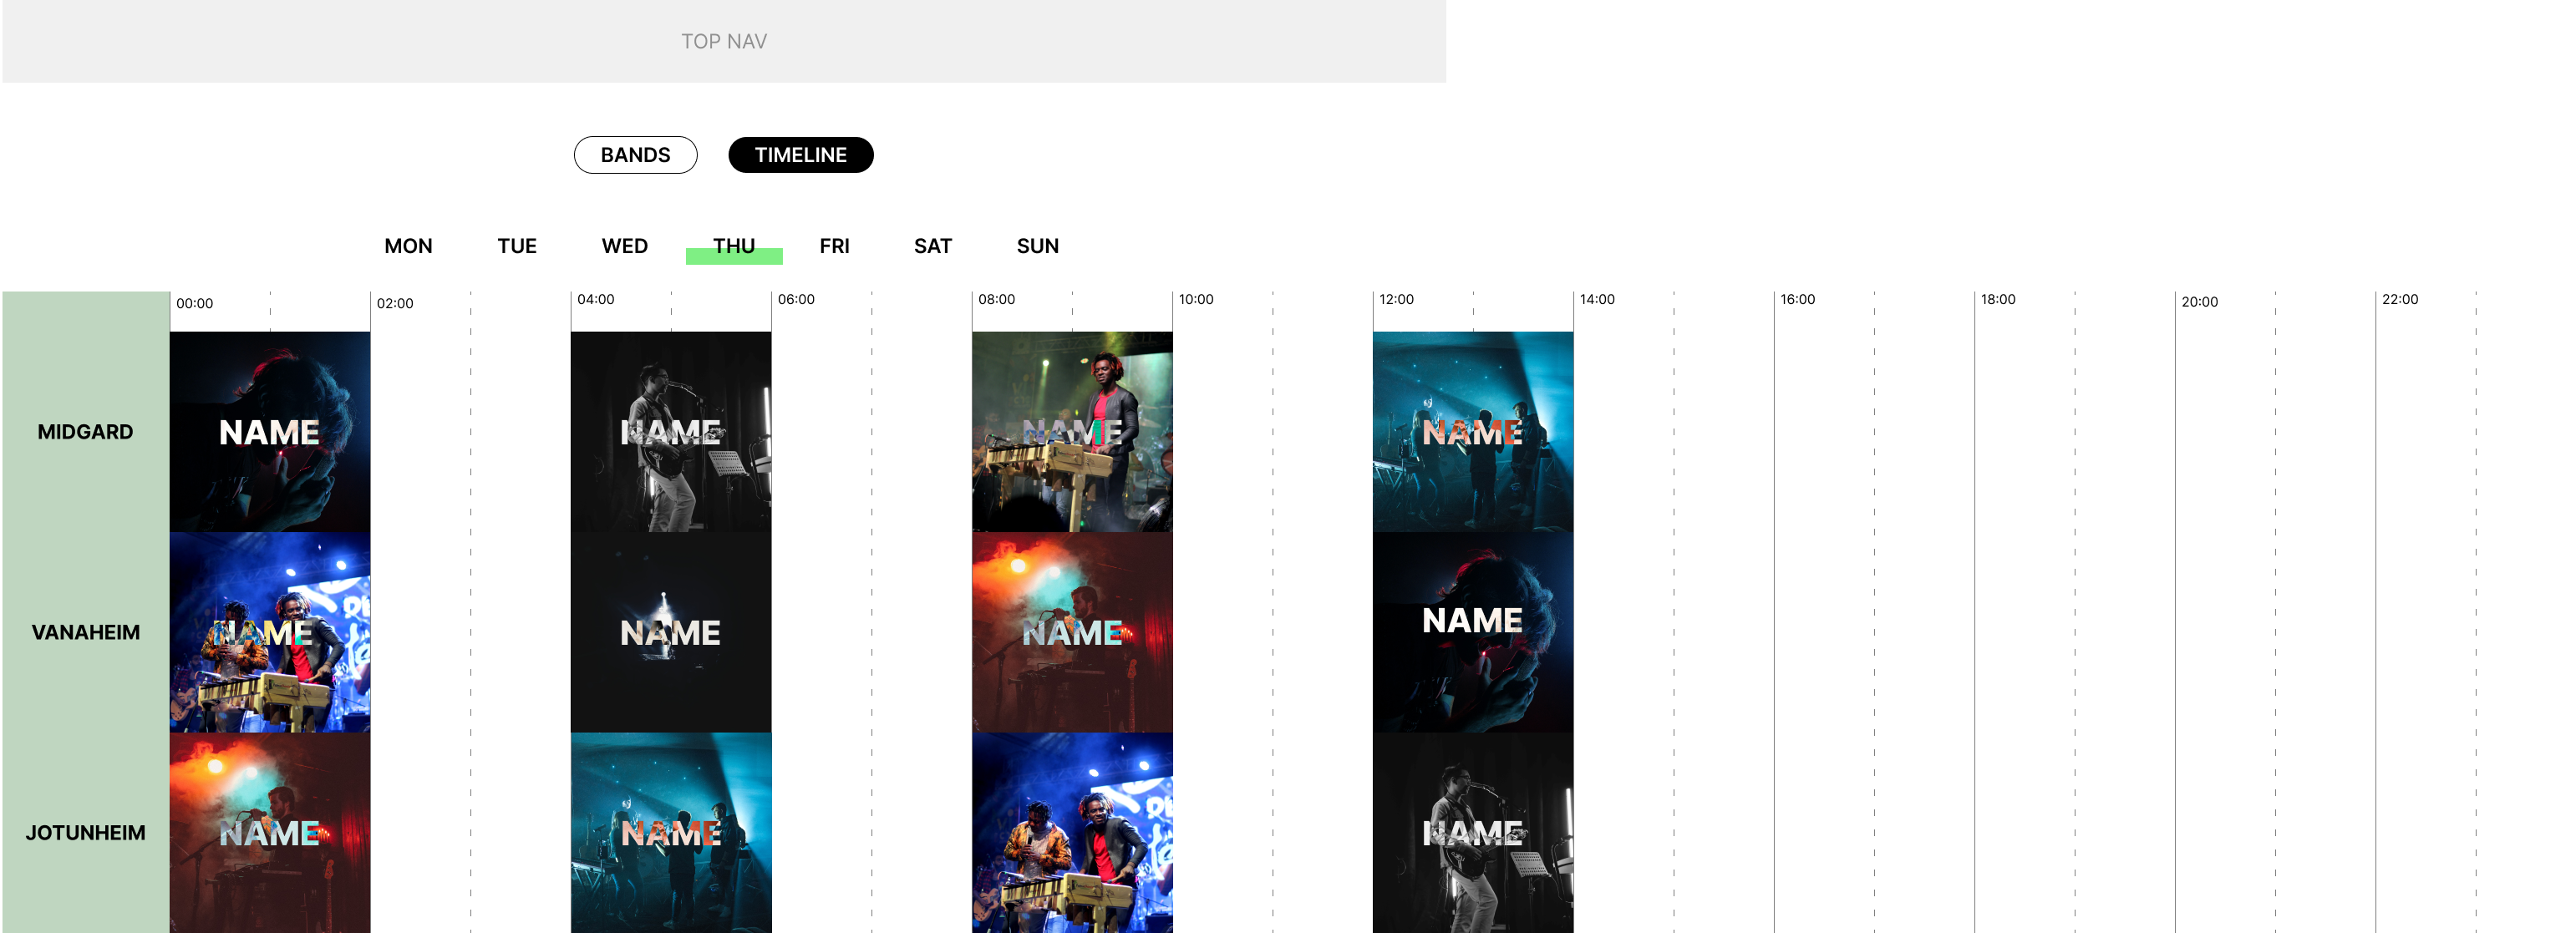 TOP NAV
BANDS TIMELINE
MON TUE WED THU FRI SAT SUN
00:00 02:00 04:00 06:00 08:00 10:00 12:00 14:00 16:00 18:00 20:00 22:00
MIDGARD NAME NAME NAME NAME
VANAHEIM NAME NAME NAME NAME
JOTUNHEIM NAME NAME NAME